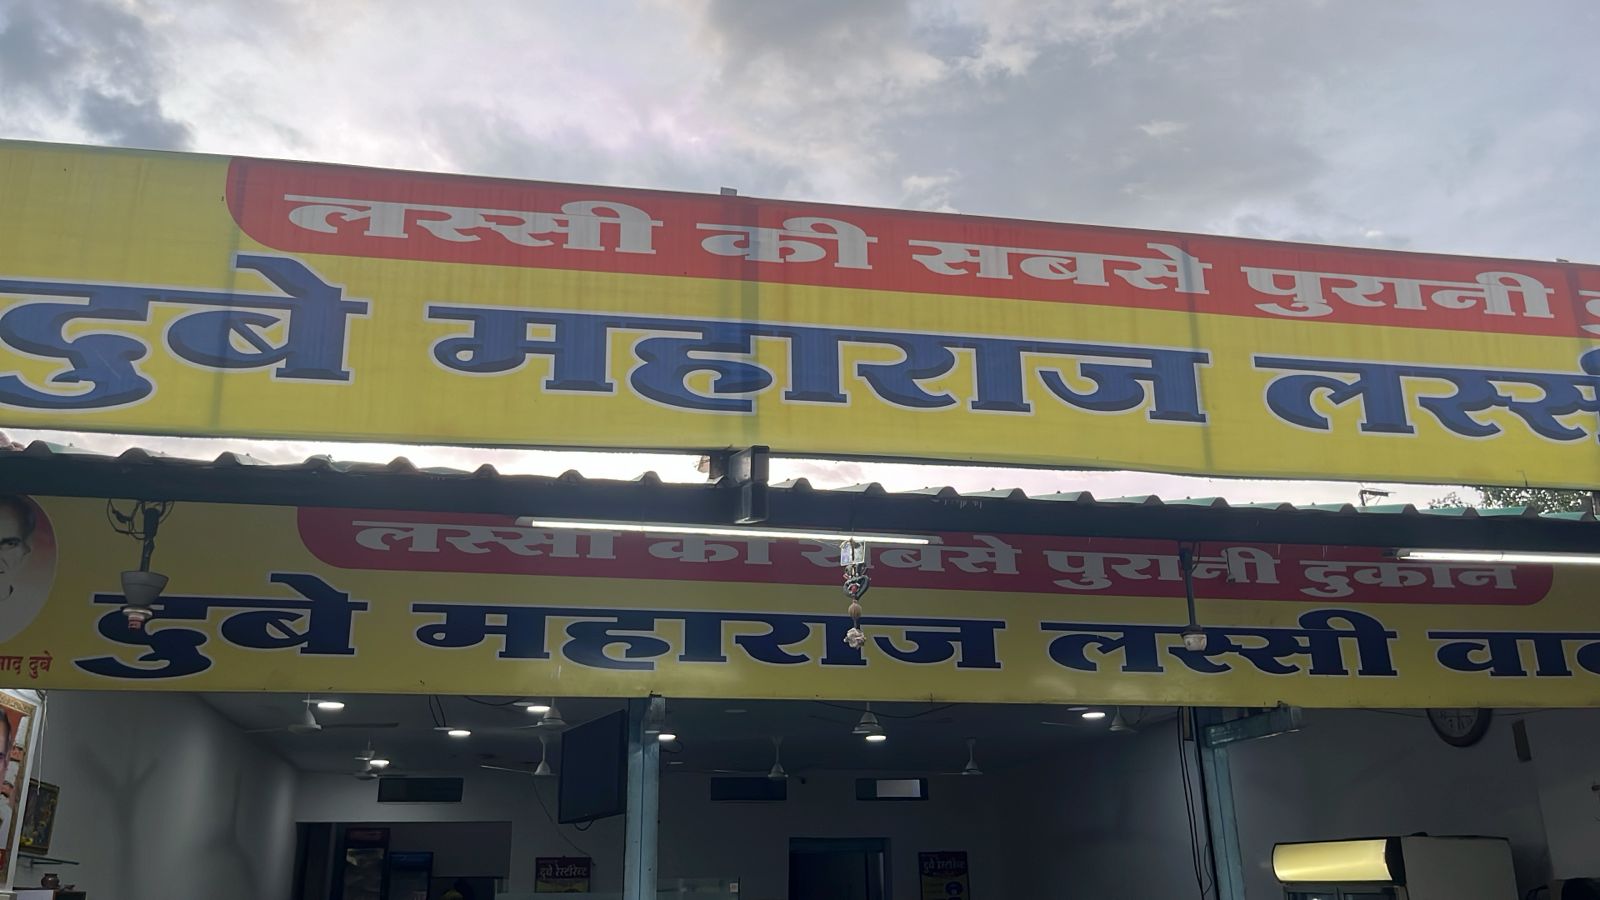 लस्सी की सबसे पुरानी
दुबे महाराज लस्सी
लस्सी की सबसे पुरानी दुकान
दुबे महाराज लस्सी
दुबे
दुबे रेस्टॉरेन्ट
दुबे रेस्टॉरेन्ट